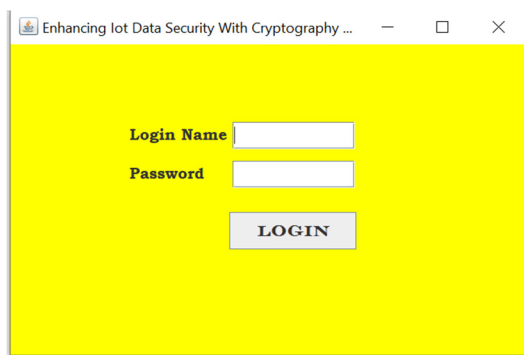 Enhancing Iot Data Security With Cryptography ...
Login Name
Password
LOGIN